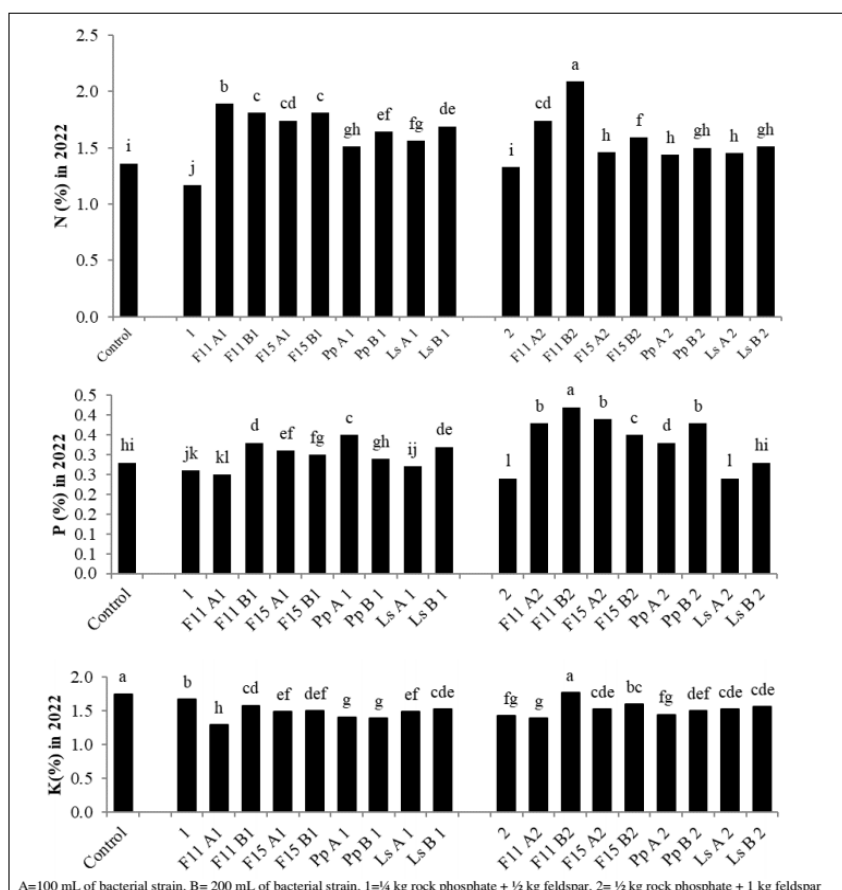 2.5
2.0
1.5
1.0
0.5
0.0
N (%) in 2022
i j b c cd c gh ef fg de i cd a h f h gh h gh
Control 1 F11 A1 F11 B1 F15 A1 F15 B1 Pp A 1 Pp B 1 Ls A 1 Ls B 1 2 F11 A2 F11 B2 F15 A2 F15 B2 Pp A 2 Pp B 2 Ls A 2 Ls B 2
0.5
0.4
0.4
0.3
0.3
0.2
0.2
0.1
0.1
0.0
P (%) in 2022
hi jk kl d ef fg c gh ij de l b a b c d b l hi
Control 1 F11 A1 F11 B1 F15 A1 F15 B1 Pp A 1 Pp B 1 Ls A 1 Ls B 1 2 F11 A2 F11 B2 F15 A2 F15 B2 Pp A 2 Pp B 2 Ls A 2 Ls B 2
2.0
1.5
1.0
0.5
0.0
K(%) in 2022
a b h cd ef def g g ef cde fg g a cde bc fg def cde cde
Control 1 F11 A1 F11 B1 F15 A1 F15 B1 Pp A 1 Pp B 1 Ls A 1 Ls B 1 2 F11 A2 F11 B2 F15 A2 F15 B2 Pp A 2 Pp B 2 Ls A 2 Ls B 2
A=100 mL of bacterial strain, B= 200 mL of bacterial strain, 1=¼ kg rock phosphate + ½ kg feldspar, 2= ½ kg rock phosphate + 1 kg feldspar